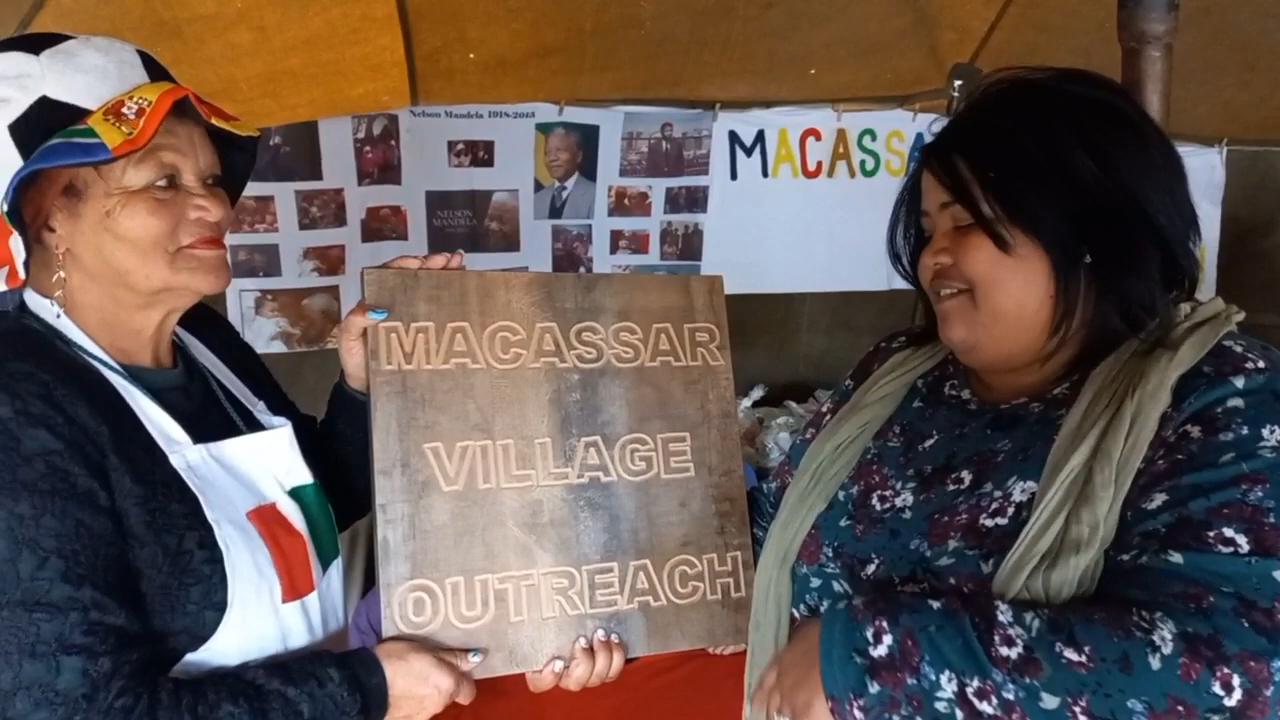 Nelson Mandela 1918-2013
NELSON
MANDELA
MACASSA
MACASSAR
VILLAGE
OUTREACH